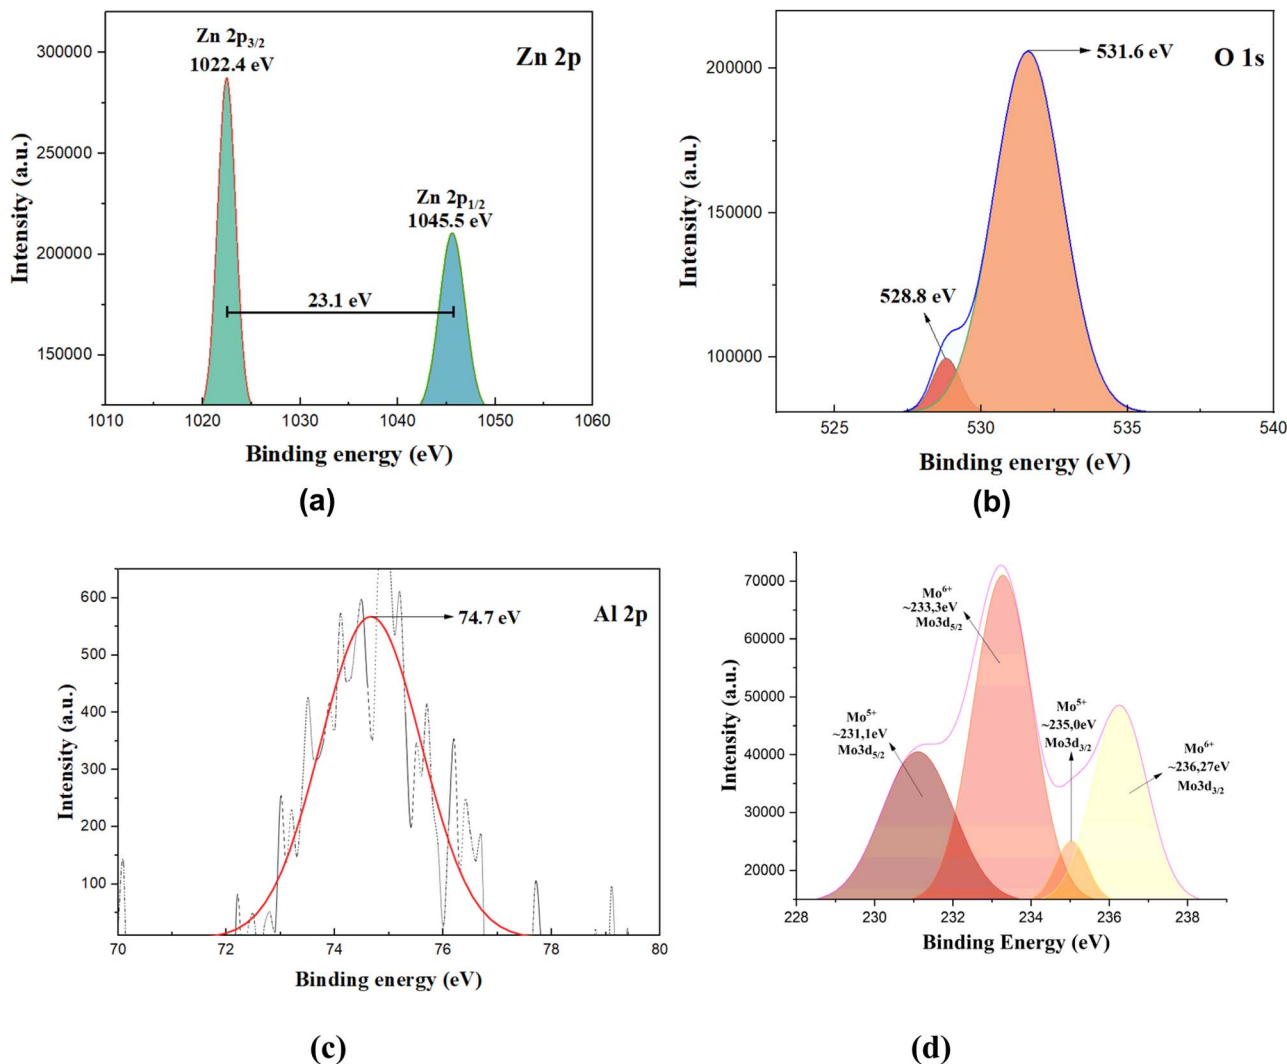 Zn 2p3/2
1022.4 eV
Zn 2p
Zn 2p1/2
1045.5 eV
23.1 eV
300000
250000
200000
150000
Intensity (a.u.)
1010 1020 1030 1040 1050 1060
Binding energy (eV)
(a)
531.6 eV
O 1s
528.8 eV
200000
150000
100000
Intensity (a.u.)
525 530 535 540
Binding energy (eV)
(b)
74.7 eV
Al 2p
600
500
400
300
200
100
Intensity (a.u.)
70 72 74 76 78 80
Binding energy (eV)
(c)
Mo6+
~233,3eV
Mo3d5/2
Mo5+
~231,1eV
Mo3d5/2
Mo5+
~235,0eV
Mo3d3/2
Mo6+
~236,27eV
Mo3d3/2
70000
60000
50000
40000
30000
20000
Intensity (a.u.)
228 230 232 234 236 238
Binding Energy (eV)
(d)